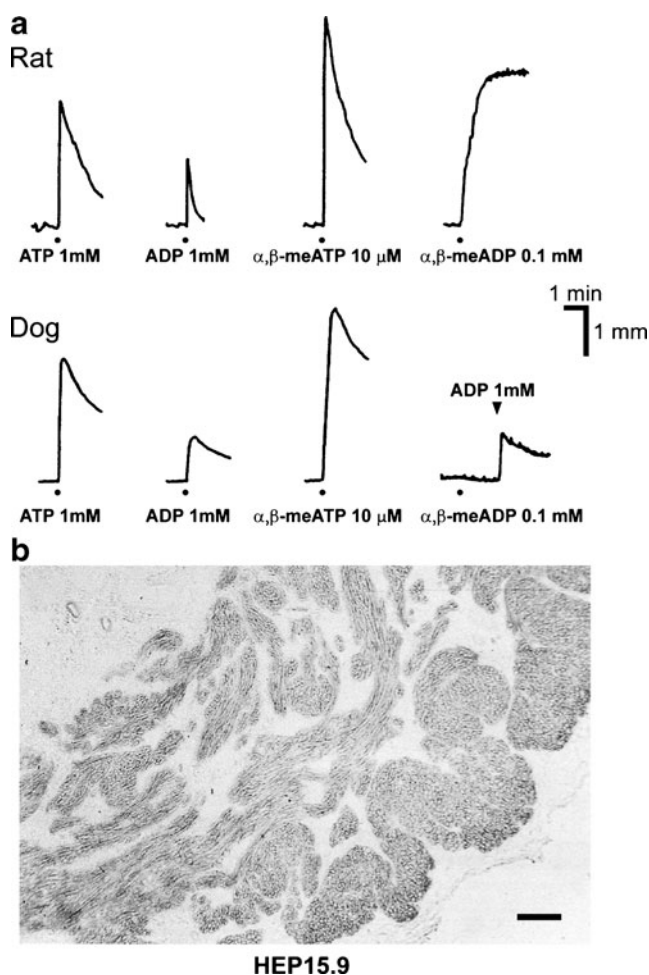 a
Rat
ATP 1mM ADP 1mM α,β-meATP 10 µM α,β-meADP 0.1 mM
1 min
1 mm
Dog
ADP 1mM
ATP 1mM ADP 1mM α,β-meATP 10 µM α,β-meADP 0.1 mM
b
HEP15.9